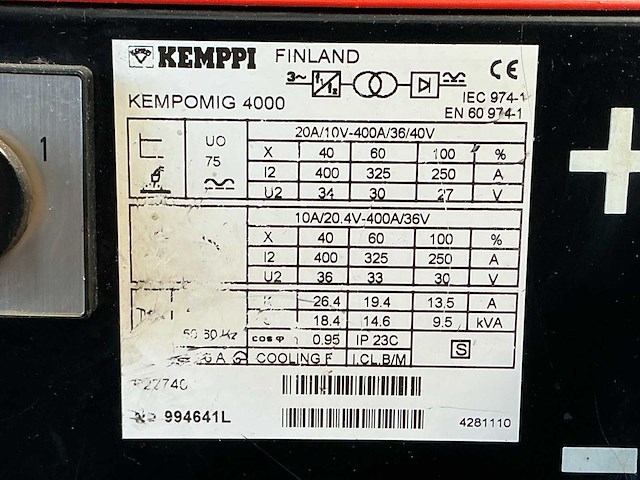 KEMPPI FINLAND
3~ f1/f2
CE
KEMPOMIG 4000
IEC 974-1
EN 60 974-1
UO
75
20A/10V-400A/36/40V
X 40 60 100 %
I2 400 325 250 A
U2 34 30 27 V
10A/20.4V-400A/36V
X 40 60 100 %
I2 400 325 250 A
U2 36 33 30 V
26.4 19.4 13.5 A
18.4 14.6 9.5 kVA
Hz cos φ 0.95 IP 23C
S
A G COOLING F I.CL.B/M
994641L
4281110
1
+